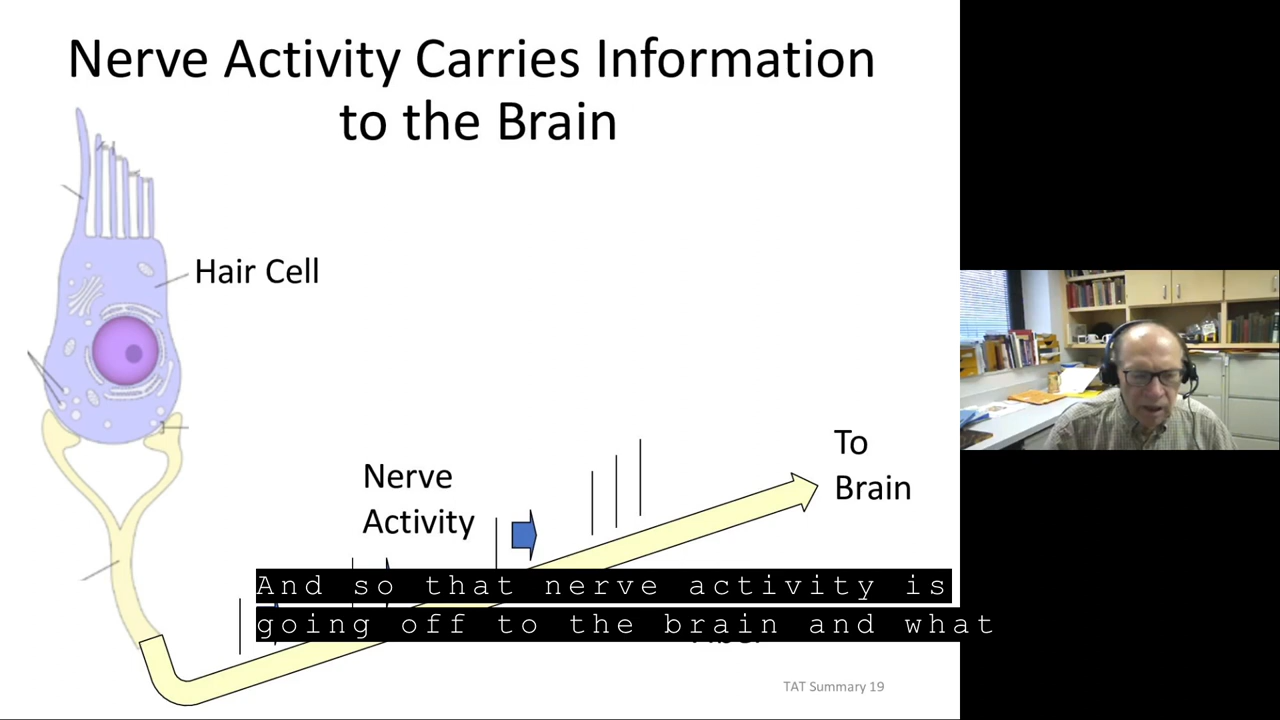 Nerve Activity Carries Information
to the Brain
Hair Cell
To
Brain
Nerve
Activity
And so that nerve activity is
going off to the brain and what
TAT Summary 19